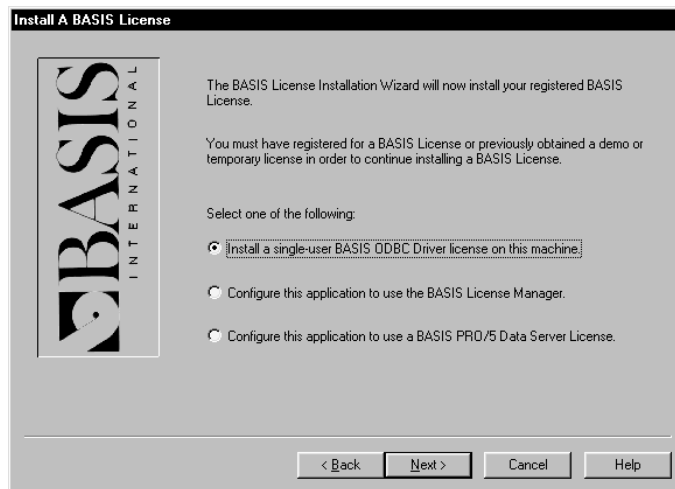 Install A BASIS License
BASIS
INTERNATIONAL
The BASIS License Installation Wizard will now install your registered BASIS
License.
You must have registered for a BASIS License or previously obtained a demo or
temporary license in order to continue installing a BASIS License.
Select one of the following:
Install a single-user BASIS ODBC Driver license on this machine.
Configure this application to use the BASIS License Manager.
Configure this application to use a BASIS PRO/5 Data Server License.
< Back
Next >
Cancel
Help